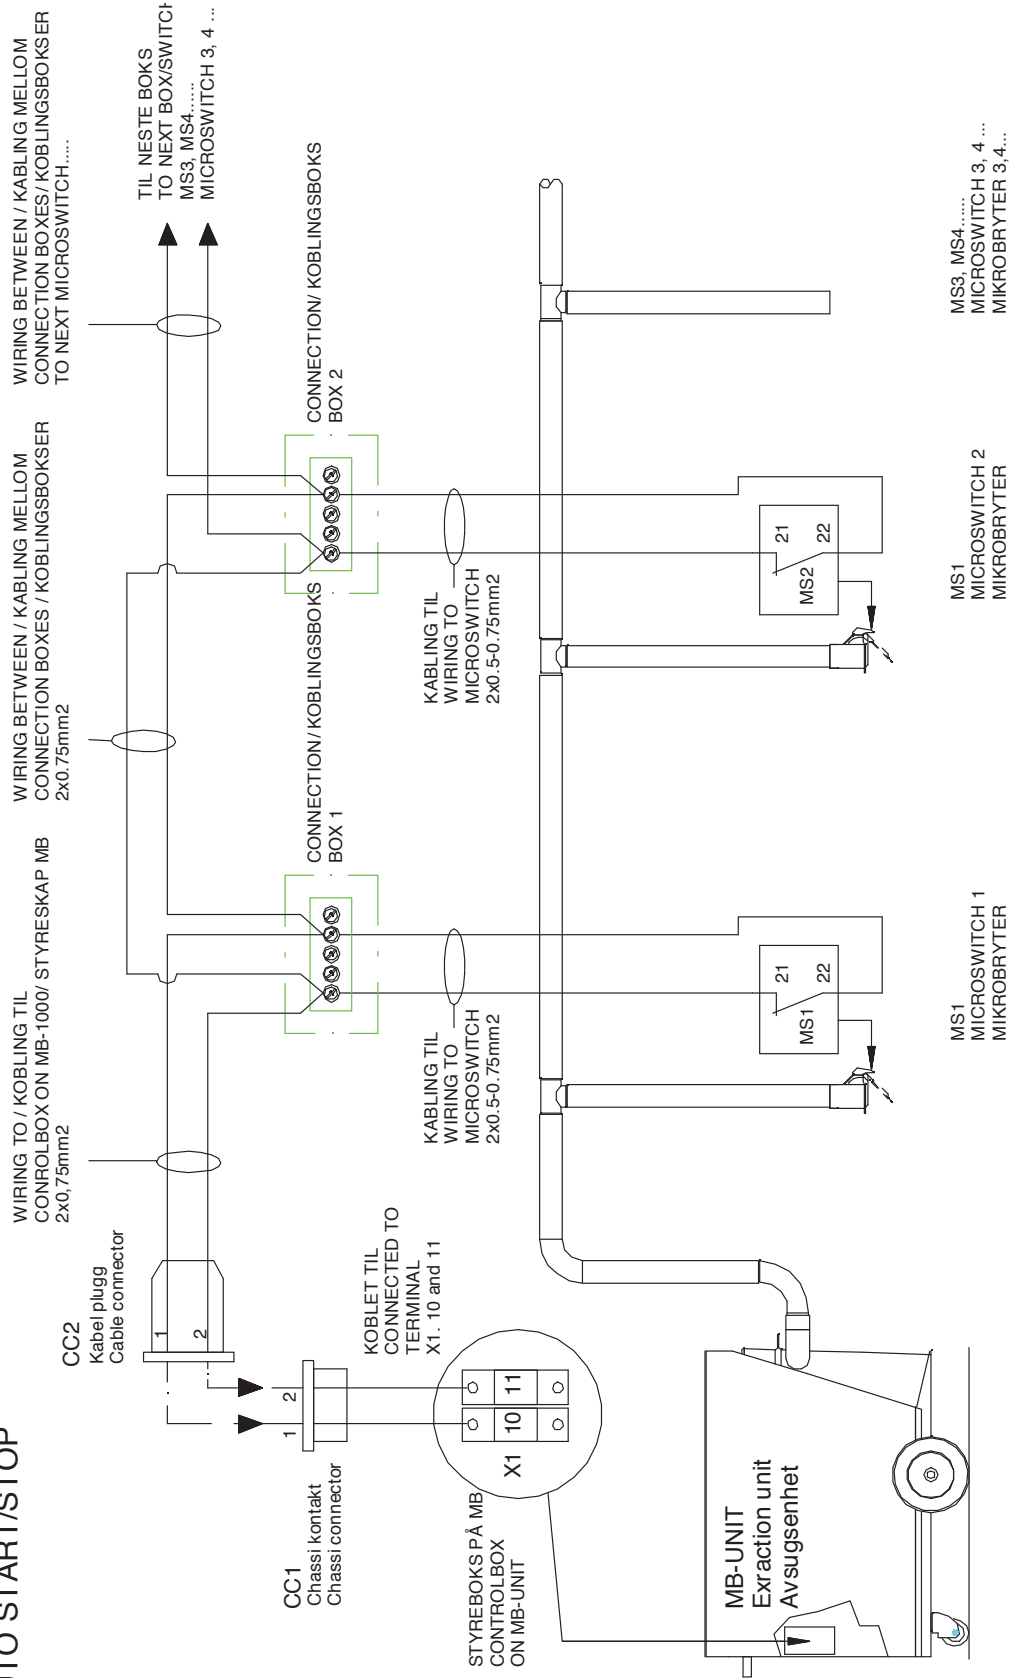 TO START/STOP
WIRING TO / KOBLING TIL
CONROLBOX ON MB-1000/ STYRESKAP MB
2x0,75mm2
WIRING BETWEEN / KABLING MELLOM
CONNECTION BOXES / KOBLINGSBOKSER
2x0.75mm2
WIRING BETWEEN / KABLING MELLOM
CONNECTION BOXES/ KOBLINGSBOKSER
TO NEXT MICROSWITCH.....
TIL NESTE BOKS
TO NEXT BOX/SWITCH
MS3, MS4......
MICROSWITCH 3, 4 ...
CC2
Kabel plugg
Cable connector
1
2
CC1
Chassi kontakt
Chassi connector
1
2
CONNECTION/ KOBLINGSBOKS
BOX 1
CONNECTION/ KOBLINGSBOKS
BOX 2
KOBLET TIL
CONNECTED TO
TERMINAL
X1. 10 and 11
X1
10
11
KABLING TIL
WIRING TO
MICROSWITCH
2x0.5-0.75mm2
KABLING TIL
WIRING TO
MICROSWITCH
2x0.5-0.75mm2
STYREBOKS PÅ MB
CONTROLBOX
ON MB-UNIT
MB-UNIT
Exraction unit
Avsugsenhet
MS1
21
22
MS2
21
22
MS1
MICROSWITCH 1
MIKROBRYTER
MS1
MICROSWITCH 2
MIKROBRYTER
MS3, MS4......
MICROSWITCH 3, 4 ...
MIKROBRYTER 3,4...